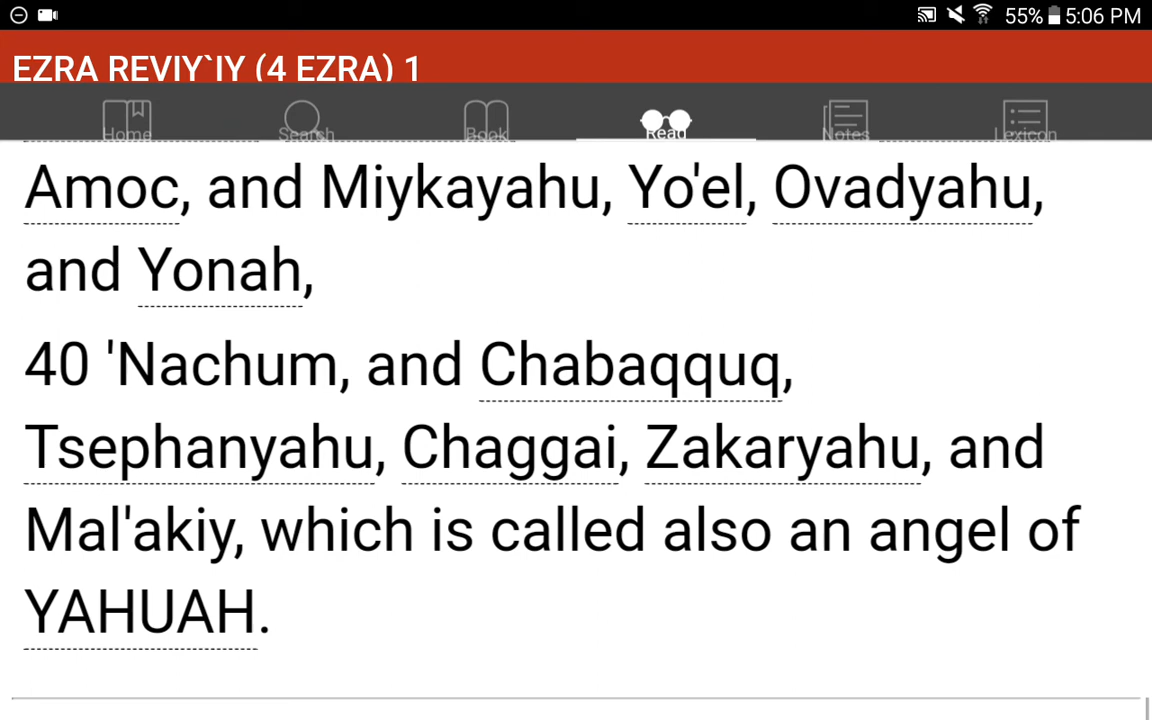 55% 5:06 PM
EZRA REVIY`IY (4 EZRA) 1
Home Search Book Read Notes Lexicon
Amoc, and Miykayahu, Yo'el, Ovadyahu,
and Yonah,
40 'Nachum, and Chabaqquq,
Tsephanyahu, Chaggai, Zakaryahu, and
Mal'akiy, which is called also an angel of
YAHUAH.